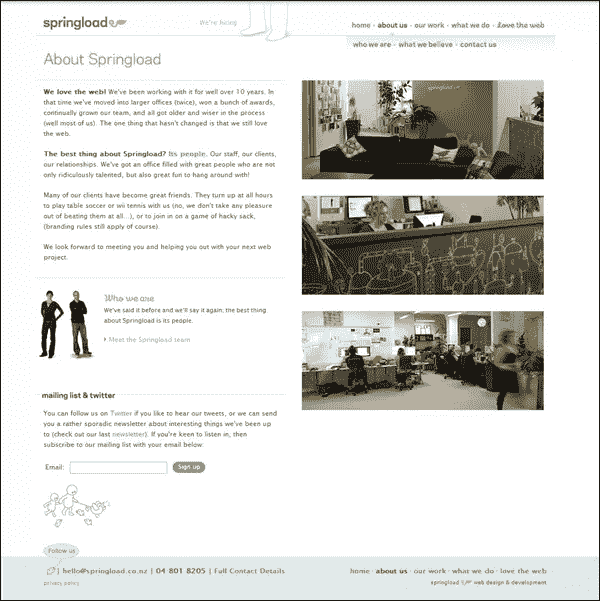 springload
We're hiring
home · about us · our work · what we do · love the web
who we are · what we believe · contact us
About Springload
We love the web! We've been working with it for well over 10 years. In
that time we've moved into larger offices (twice), won a bunch of awards,
continually grown our team, and all got older and wiser in the process
(well most of us). The one thing that hasn't changed is that we still love
the web.
The best thing about Springload? Its people. Our staff, our clients,
our relationships. We've got an office filled with great people who are not
only ridiculously talented, but also great fun to hang around with!
Many of our clients have become great friends. They turn up at all hours
to play table soccer or wii tennis with us (no, we don't take any pleasure
out of beating them at all...), or to join in on a game of hacky sack,
(branding rules still apply of course).
We look forward to meeting you and helping you out with your next web
project.
springload
Who we are
We've said it before and we'll say it again; the best thing
about Springload is its people.
Meet the Springload team
mailing list & twitter
You can follow us on Twitter if you like to hear our tweets, or we can send
you a rather sporadic newsletter about interesting things we've been up
to (check out our last newsletter). If you're keen to listen in, then
subscribe to our mailing list with your email below.
Email:
Sign up
Follow us
| hello@springload.co.nz | 04 801 8205 | Full Contact Details
privacy policy
home · about us · our work · what we do · love the web
springload web design & development